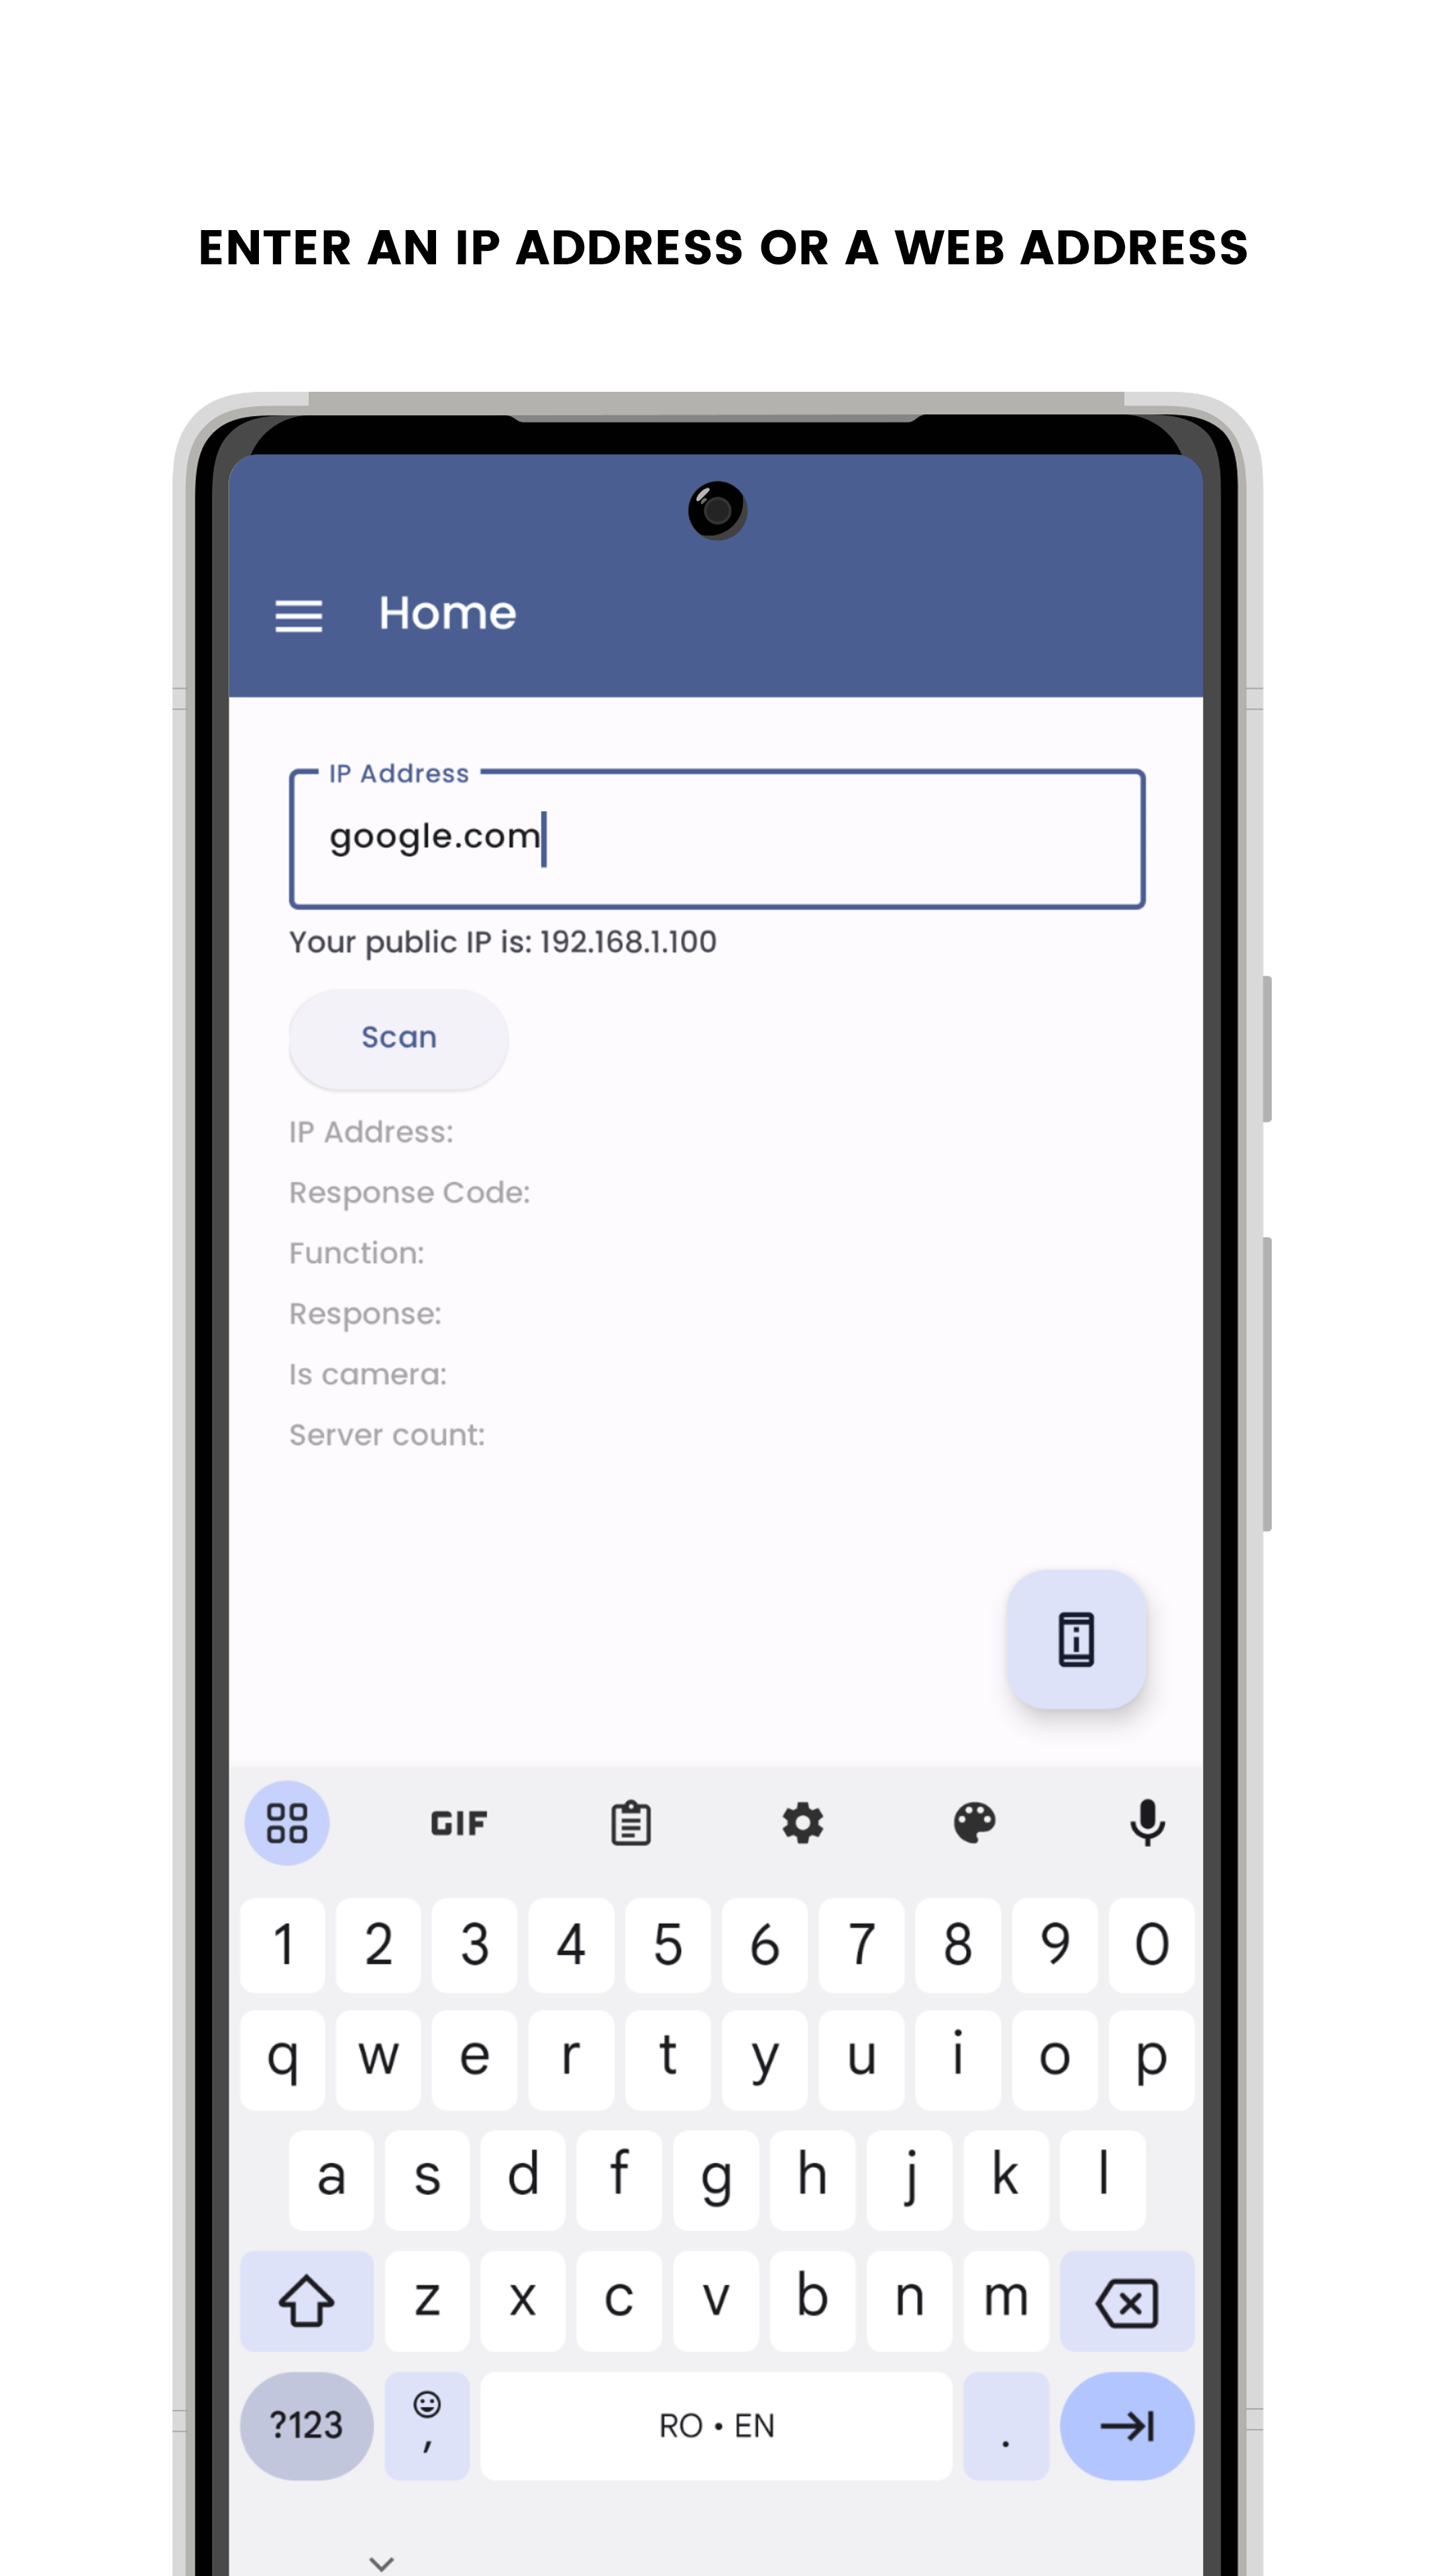 ENTER AN IP ADDRESS OR A WEB ADDRESS
Home
IP Address
google.com
Your public IP is: 192.168.1.100
Scan
IP Address:
Response Code:
Function:
Response:
Is camera:
Server count:
GIF
1 2 3 4 5 6 7 8 9 0
q w e r t y u i o p
a s d f g h j k l
z x c v b n m
?123 , RO • EN .